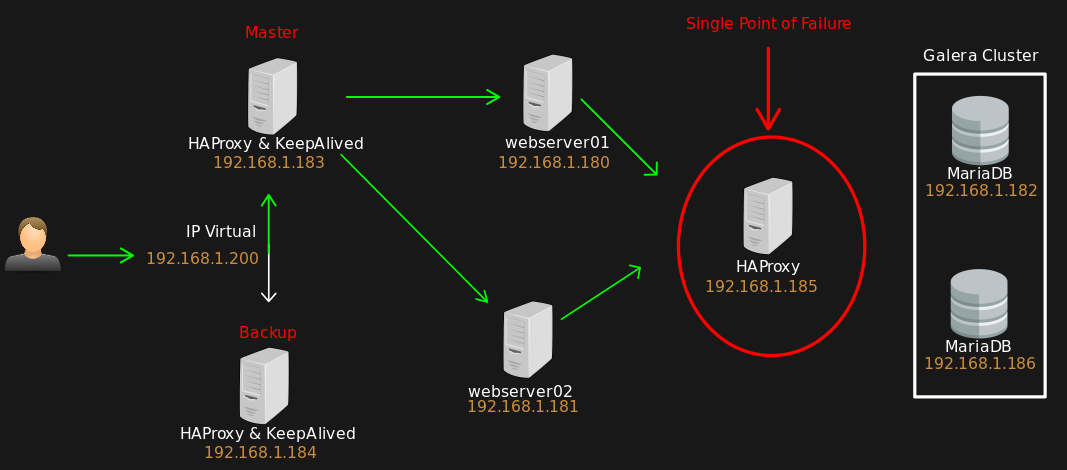 Master
HAProxy & KeepAlived
192.168.1.183
IP Virtual
192.168.1.200
Backup
HAProxy & KeepAlived
192.168.1.184
webserver01
192.168.1.180
webserver02
192.168.1.181
Single Point of Failure
HAProxy
192.168.1.185
Galera Cluster
MariaDB
192.168.1.182
MariaDB
192.168.1.186